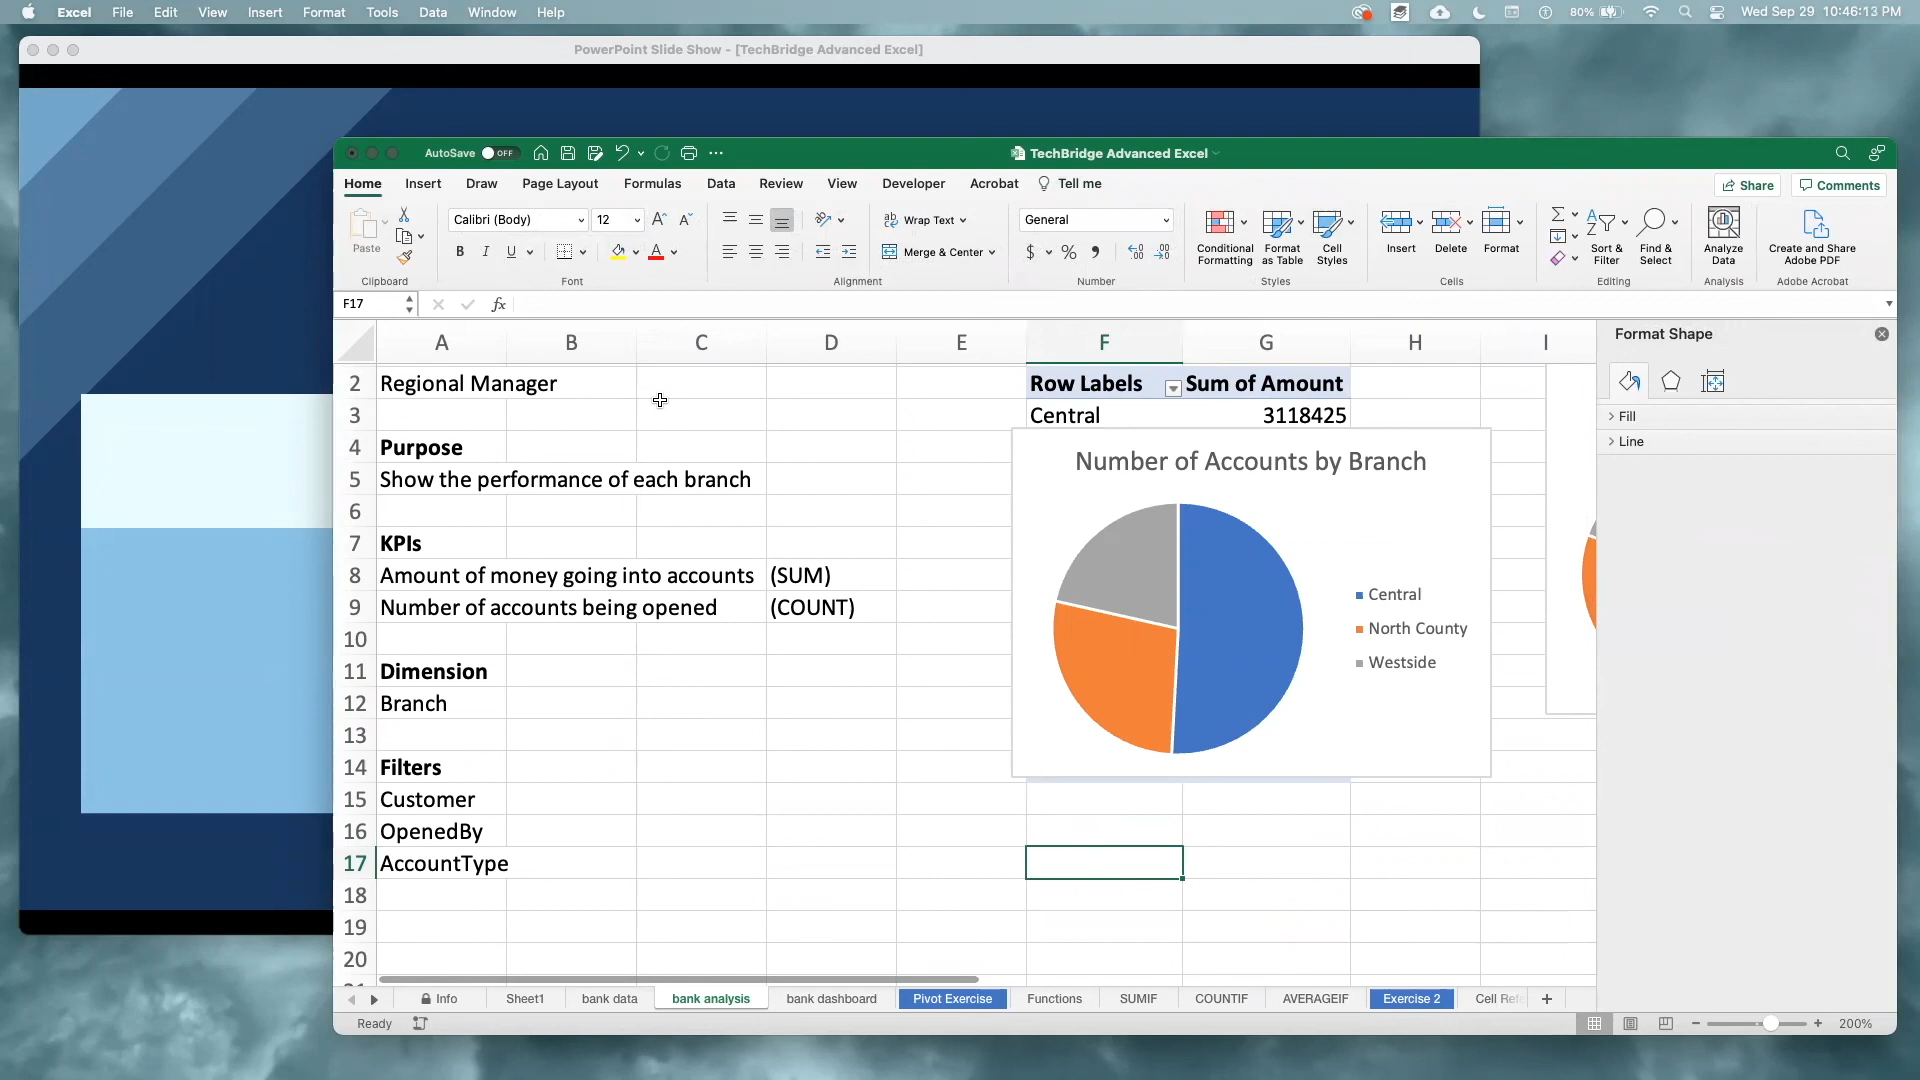 Excel File Edit View Insert Format Tools Data Window Help
80% Wed Sep 29 10:46:13 PM
PowerPoint Slide Show - [TechBridge Advanced Excel]
AutoSave OFF
TechBridge Advanced Excel
Home Insert Draw Page Layout Formulas Data Review View Developer Acrobat Tell me
Share Comments
Paste
Calibri (Body) 12
B I U A
Wrap Text
Merge & Center
General
$ %
Conditional Formatting
Format as Table
Cell Styles
Insert Delete Format
Sort & Filter
Find & Select
Analyze Data
Create and Share Adobe PDF
Clipboard Font Alignment Number Styles Cells Editing Analysis Adobe Acrobat
F17 fx
A B C D E F G H I
2 Regional Manager Row Labels Sum of Amount
3 Central 3118425
4 Purpose
5 Show the performance of each branch
6
7 KPIs
8 Amount of money going into accounts (SUM)
9 Number of accounts being opened (COUNT)
10
11 Dimension
12 Branch
13
14 Filters
15 Customer
16 OpenedBy
17 AccountType
18
19
20
Number of Accounts by Branch
Central
North County
Westside
Format Shape
Fill
Line
Info Sheet1 bank data bank analysis bank dashboard Pivot Exercise Functions SUMIF COUNTIF AVERAGEIF Exercise 2 Cell Ref
Ready
200%